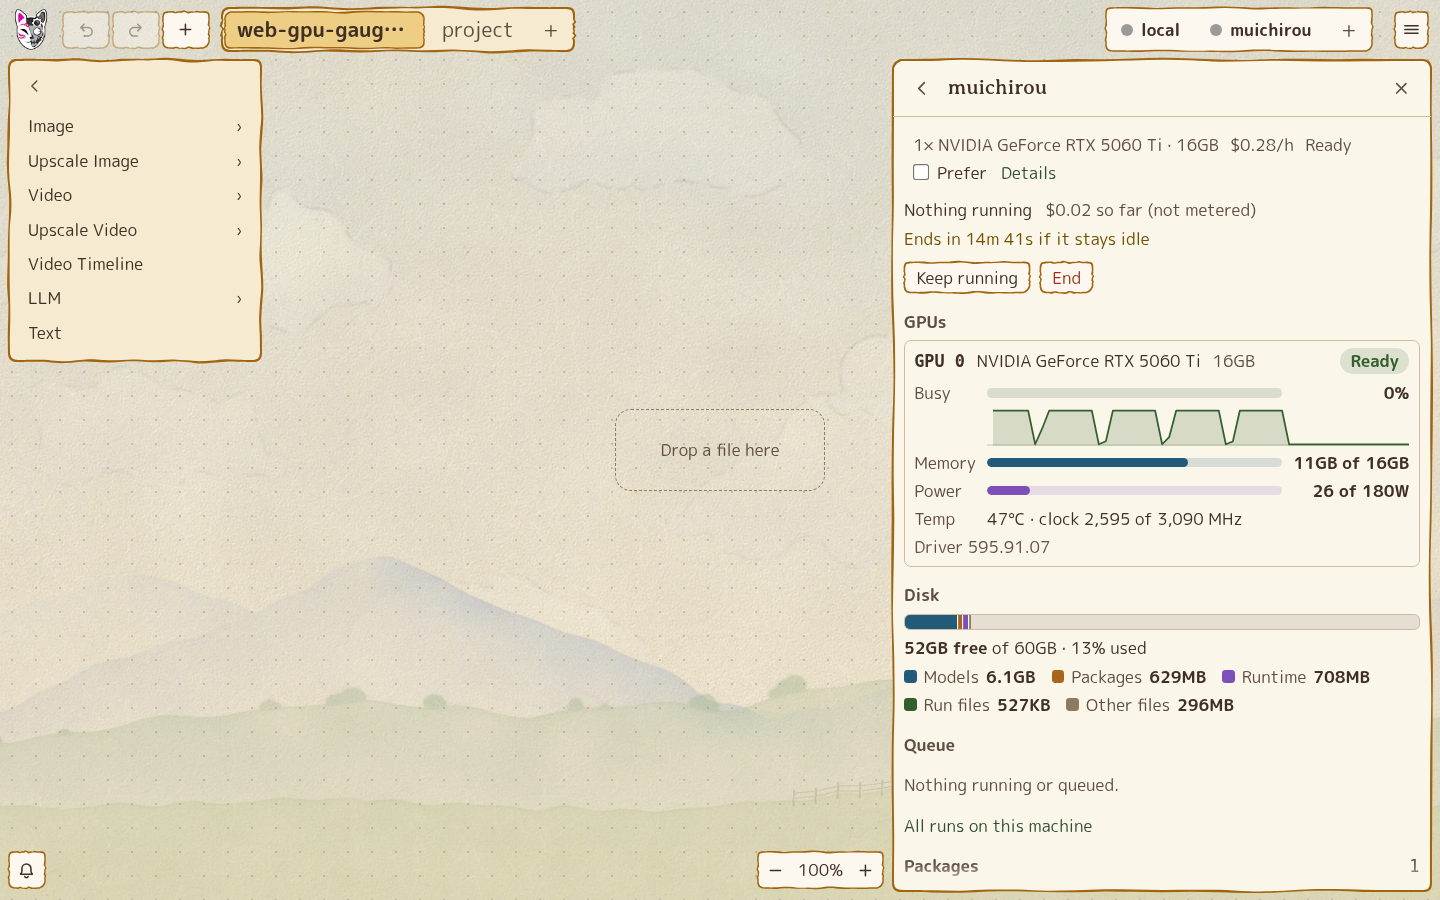 web-gpu-gaug···
project
local
muichirou
Image
Upscale Image
Video
Upscale Video
Video Timeline
LLM
Text
Drop a file here
100%
muichirou
1× NVIDIA GeForce RTX 5060 Ti · 16GB $0.28/h Ready
Prefer Details
Nothing running $0.02 so far (not metered)
Ends in 14m 41s if it stays idle
Keep running End
GPUs
GPU 0 NVIDIA GeForce RTX 5060 Ti 16GB Ready
Busy 0%
Memory 11GB of 16GB
Power 26 of 180W
Temp 47°C · clock 2,595 of 3,090 MHz
Driver 595.91.07
Disk
52GB free of 60GB · 13% used
Models 6.1GB Packages 629MB Runtime 708MB
Run files 527KB Other files 296MB
Queue
Nothing running or queued.
All runs on this machine
Packages 1